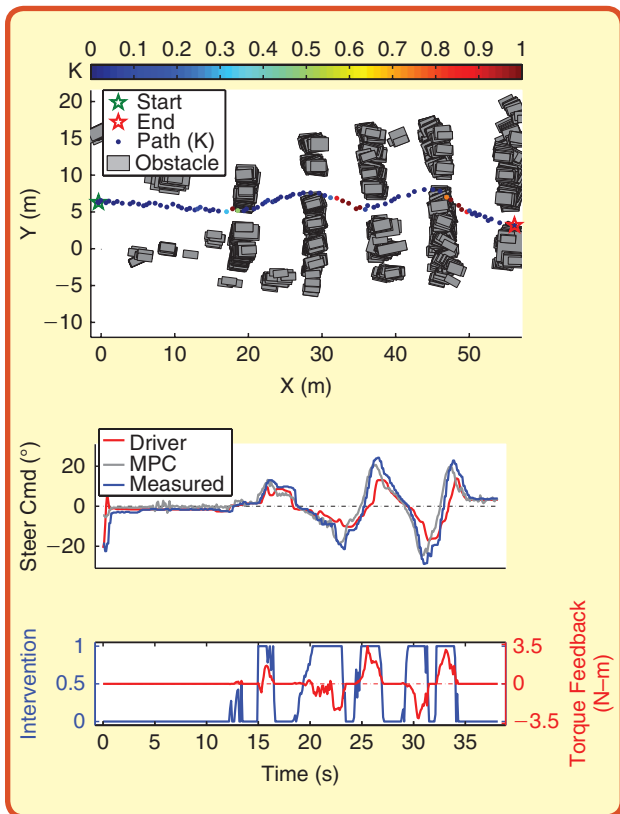 0 0.1 0.2 0.3 0.4 0.5 0.6 0.7 0.8 0.9 1
K
Start
End
Path (K)
Obstacle
20
15
10
5
0
−5
−10
Y (m)
0 10 20 30 40 50
X (m)
Driver
MPC
Measured
20
0
−20
Steer Cmd (°)
1
0.5
0
Intervention
3.5
0
−3.5
Torque Feedback
(N–m)
0 5 10 15 20 25 30 35
Time (s)